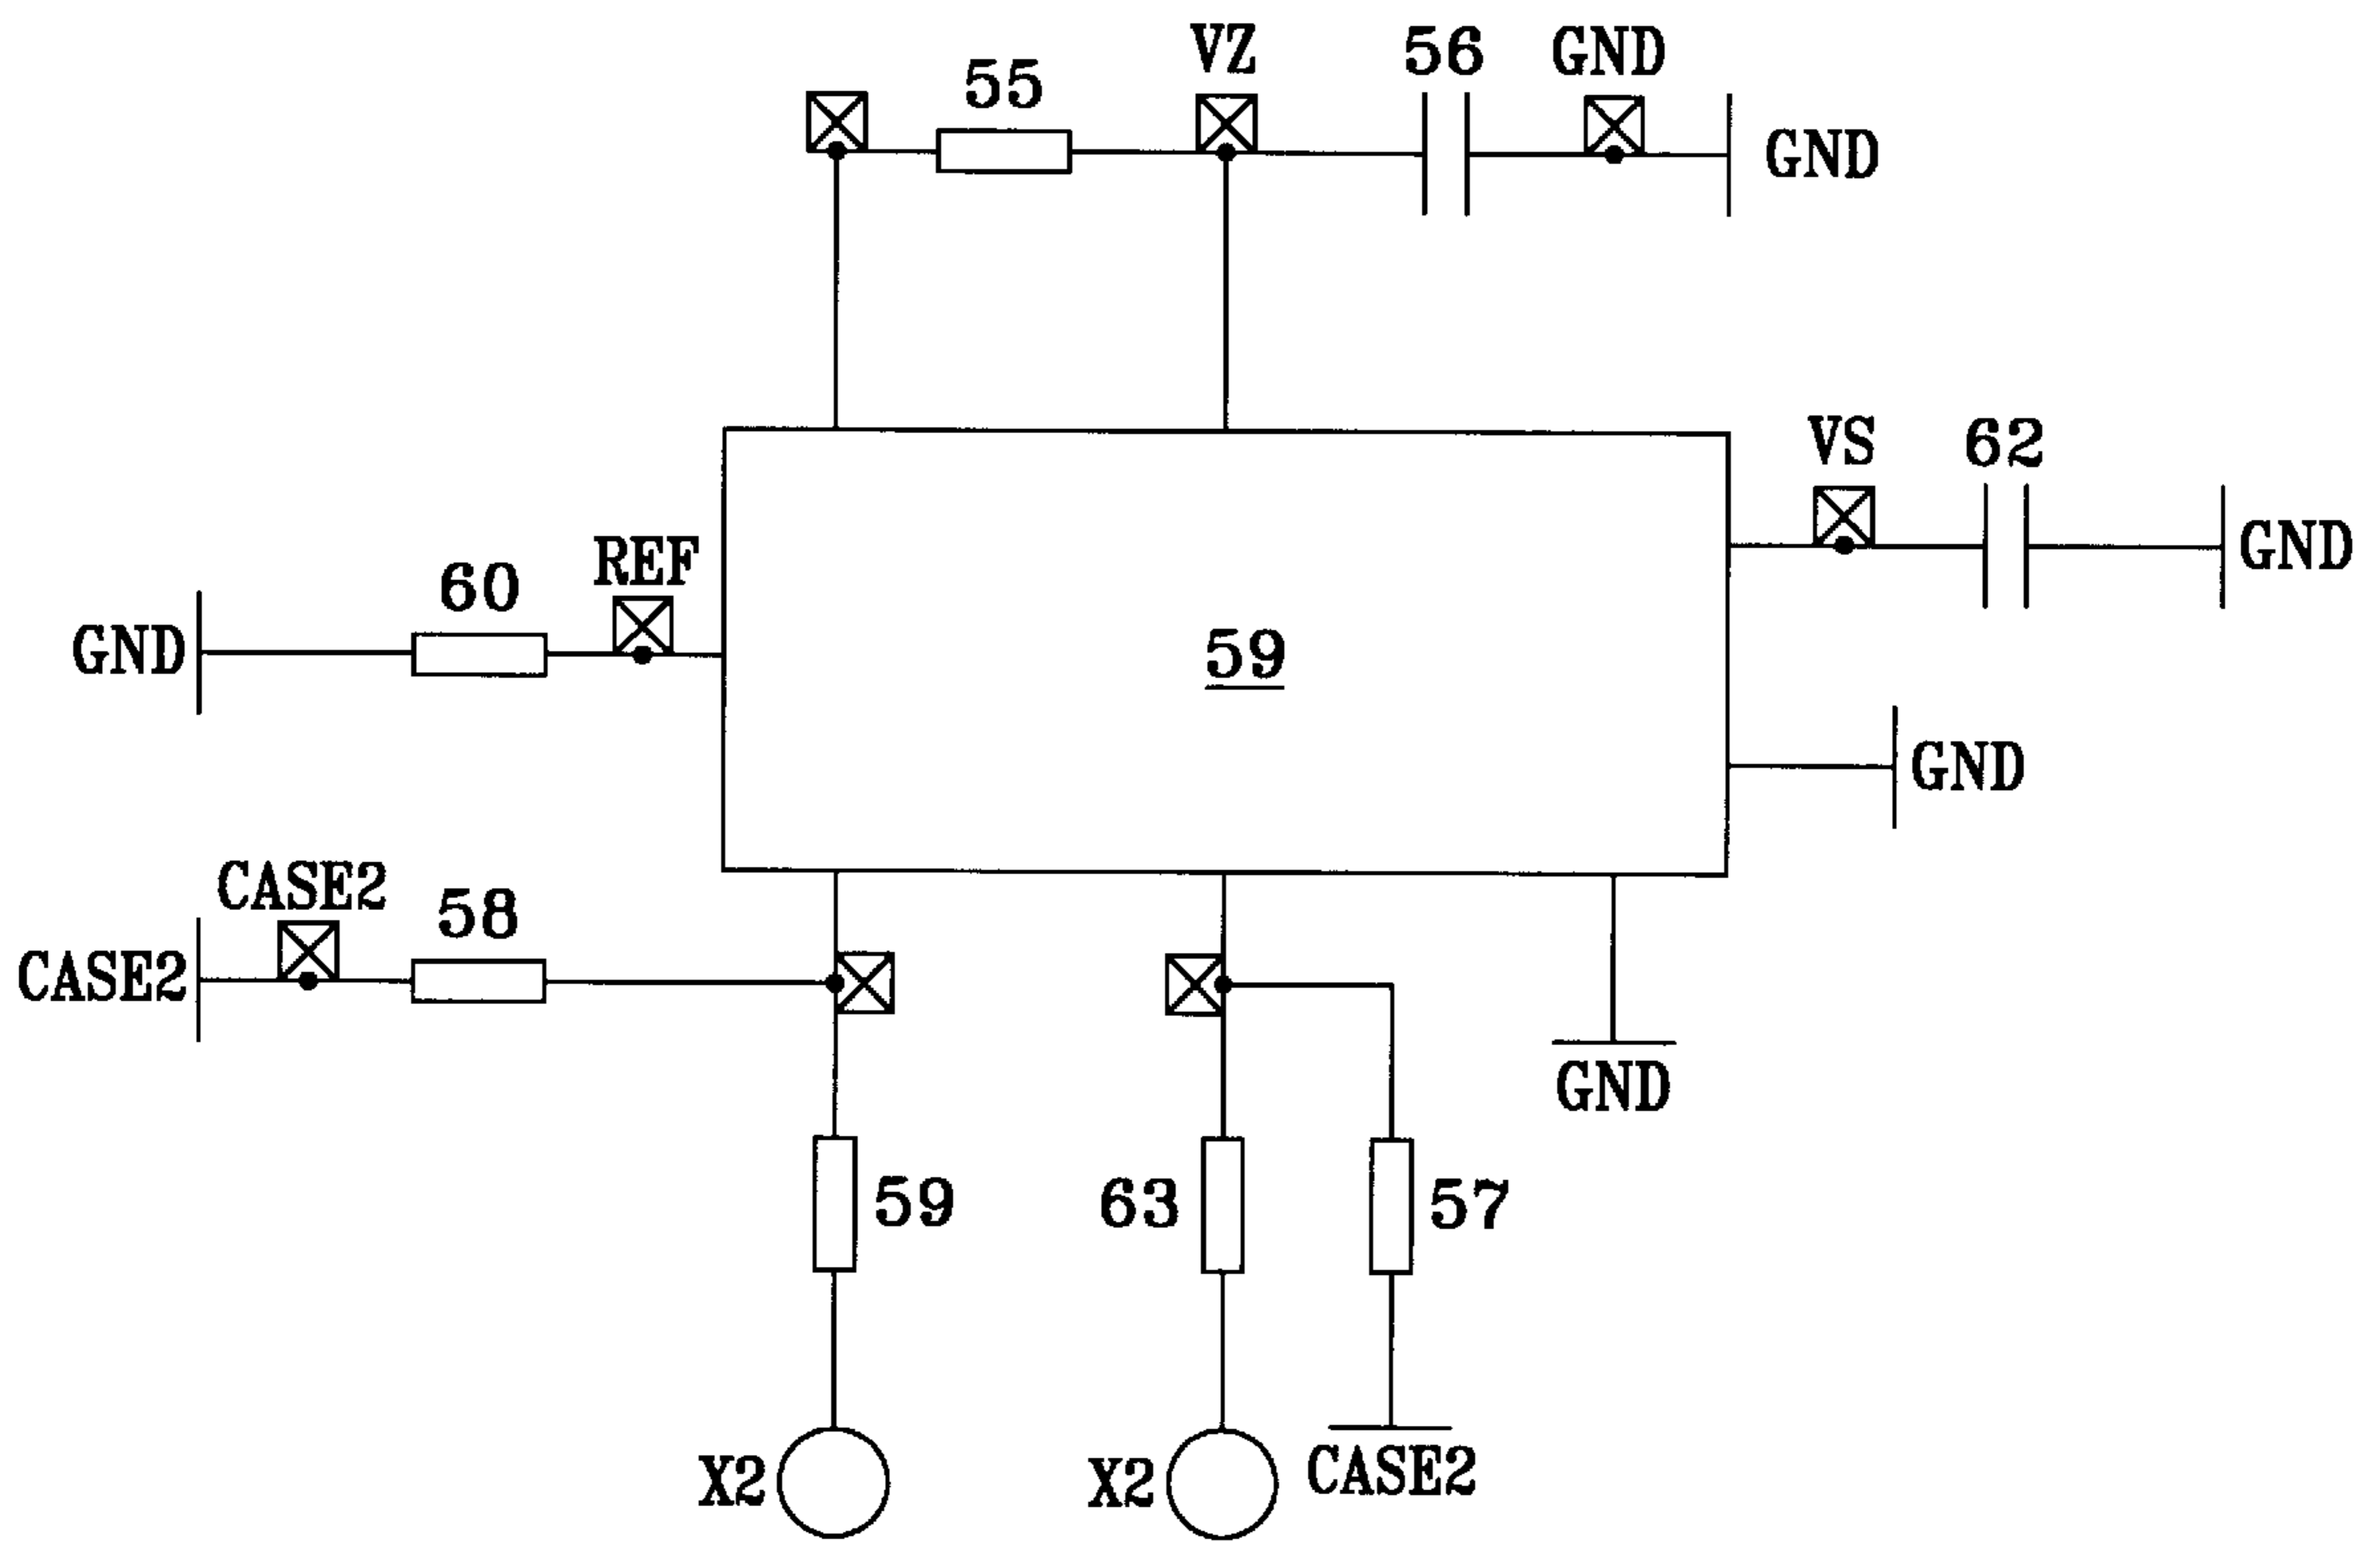 VZ
56
GND
55
GND
VS
62
GND
REF
60
GND
59
GND
CASE2
58
CASE2
GND
59
63
57
X2
X2
CASE2